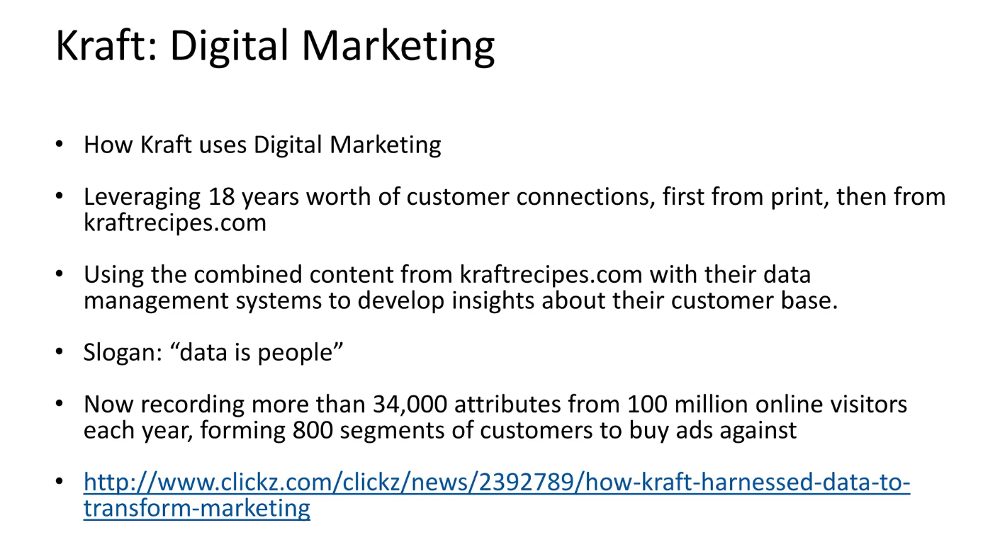 Kraft: Digital Marketing
• How Kraft uses Digital Marketing
• Leveraging 18 years worth of customer connections, first from print, then from
kraftrecipes.com
• Using the combined content from kraftrecipes.com with their data
management systems to develop insights about their customer base.
• Slogan: “data is people”
• Now recording more than 34,000 attributes from 100 million online visitors
each year, forming 800 segments of customers to buy ads against
• http://www.clickz.com/clickz/news/2392789/how-kraft-harnessed-data-to-
transform-marketing